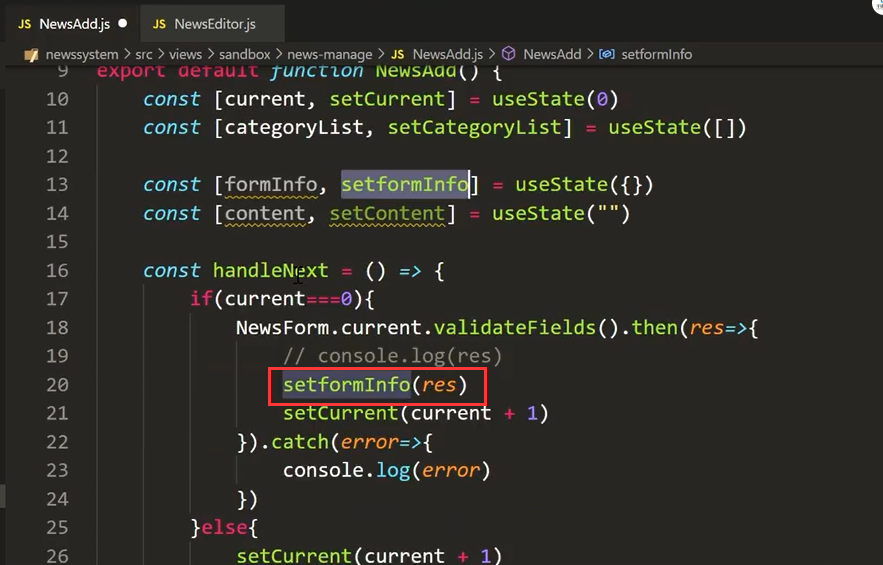 JS NewsAdd.js ● JS NewsEditor.js
newssystem > src > views > sandbox > news-manage > JS NewsAdd.js > NewsAdd > setformInfo
9 export default function NewsAdd() {
10 const [current, setCurrent] = useState(0)
11 const [categoryList, setCategoryList] = useState([])
12
13 const [formInfo, setformInfo] = useState({})
14 const [content, setContent] = useState("")
15
16 const handleNext = () => {
17 if(current===0){
18 NewsForm.current.validateFields().then(res=>{
19 // console.log(res)
20 setformInfo(res)
21 setCurrent(current + 1)
22 }).catch(error=>{
23 console.log(error)
24 })
25 }else{
26 setCurrent(current + 1)